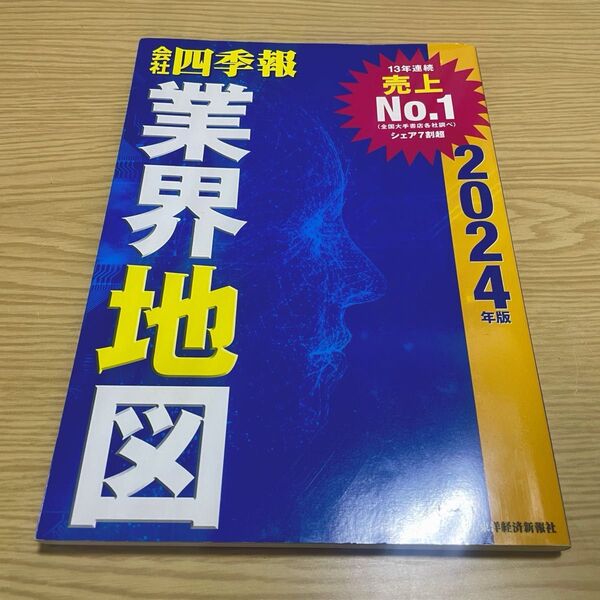 会社四季報
業界地図
13年連続
売上
No.1
(全国大手書店各社調べ)
シェア7割超
2024年版
洋経済新報社